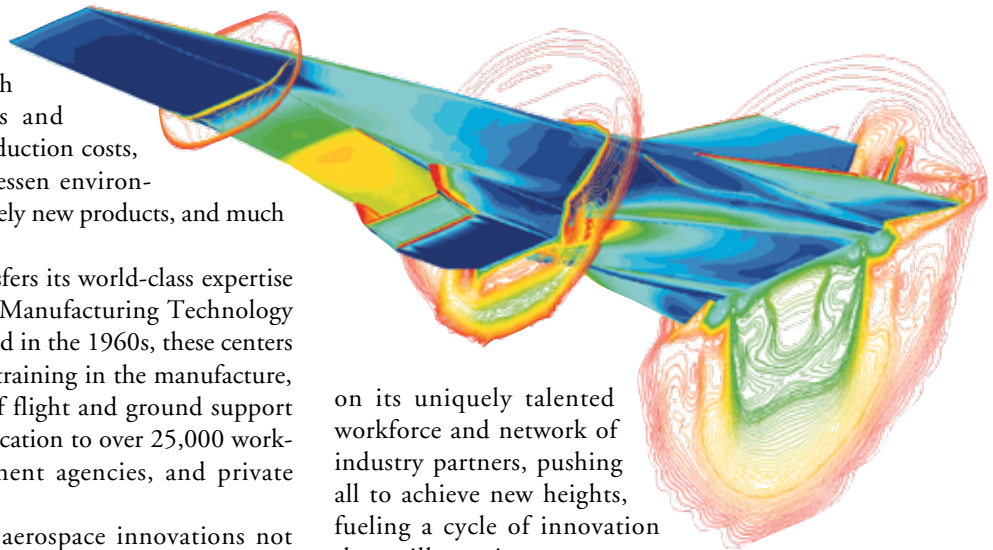 s and
duction costs,
essen environ-
ely new products, and much
sfers its world-class expertise
Manufacturing Technology
d in the 1960s, these centers
training in the manufacture,
f flight and ground support
cation to over 25,000 work-
ment agencies, and private
aerospace innovations not
on its uniquely talented
workforce and network of
industry partners, pushing
all to achieve new heights,
fueling a cycle of innovation